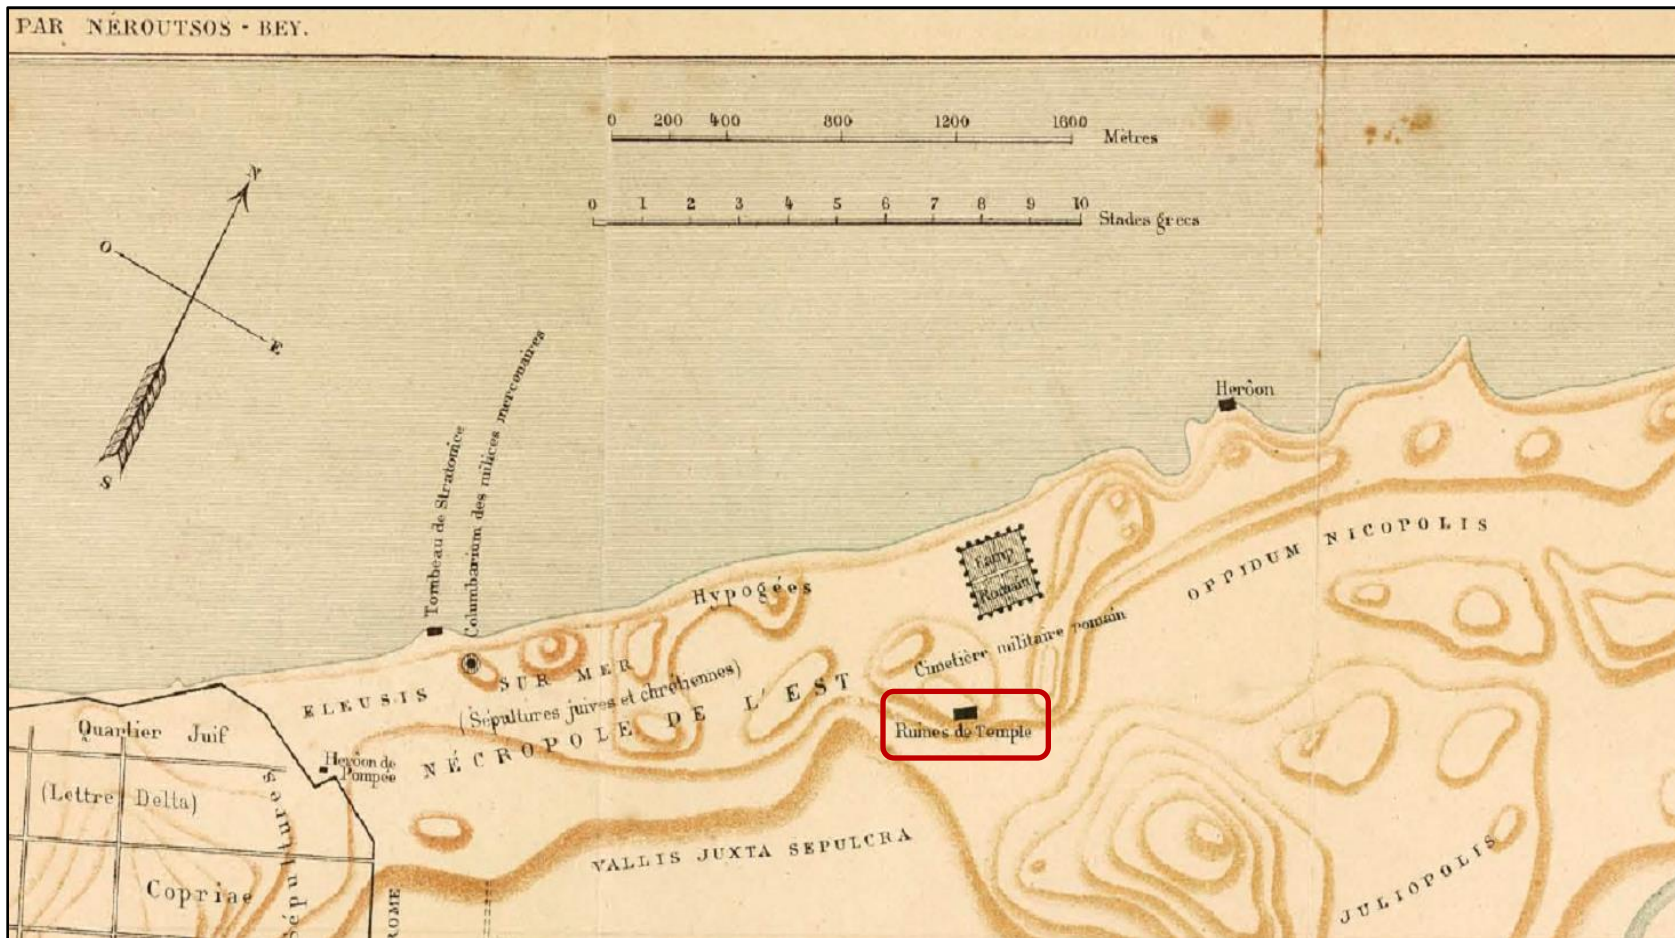 PAR NÉROUTSOS - BEY.
0 200 400 800 1200 1600
Mètres
0 1 2 3 4 5 6 7 8 9 10
Stades grecs
N
O
E
S
Tombeau de Stratonice
Columbarium des milices mercenaires
Herôon
Hypogées
Camp
Romain
OPPIDUM NICOPOLIS
Cimetière militaire romain
ELEUSIS SUR MER
(Sépultures juives et chrétiennes)
NÉCROPOLE DE L'EST
Ruines de Temple
Quartier Juif
Herôon de
Pompée
(Lettre Delta)
Sépultures
VALLIS JUXTA SEPULCRA
Copriae
JULIOPOLIS